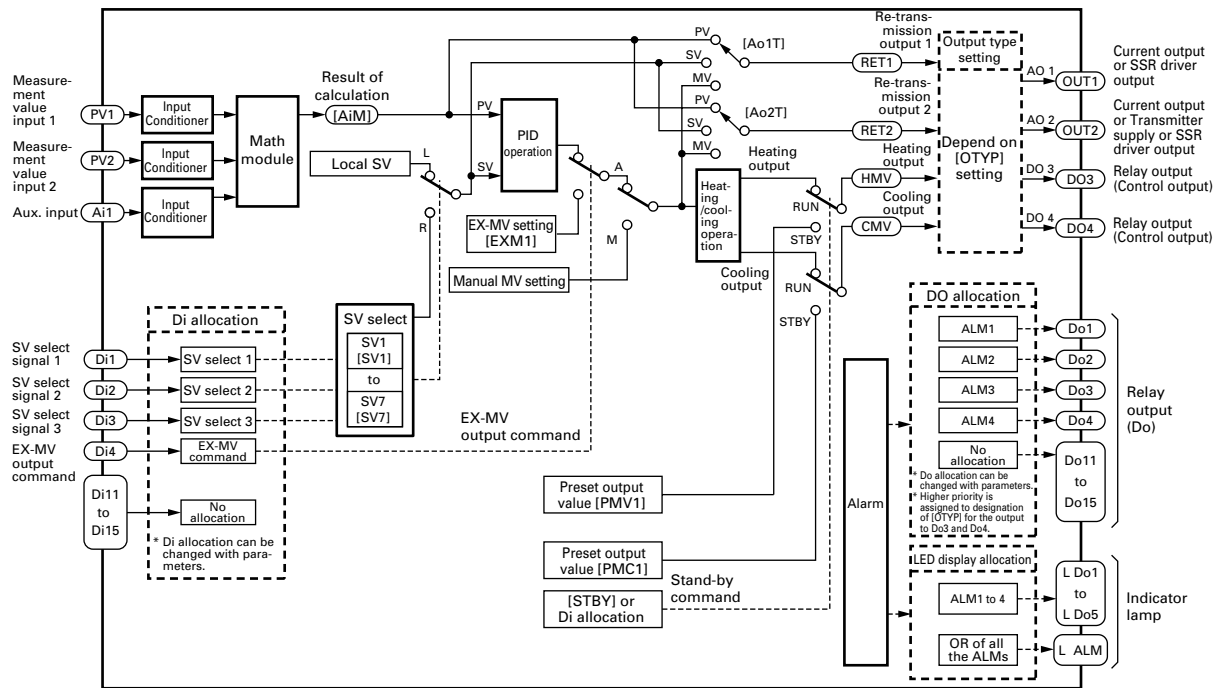 Measure-
ment
value
input 1
PV1
Input
Conditioner
Measure-
ment
value
input 2
PV2
Input
Conditioner
Aux. input
Ai1
Input
Conditioner
Math
module
Result of
calculation
[AiM]
PV
SV
PID
operation
Local SV
L
R
EX-MV setting
[EXM1]
Manual MV setting
A
M
PV
SV
MV
[Ao1T]
PV
SV
MV
[Ao2T]
Heat-
ing
/cool-
ing
opera-
tion
Heating
output
Cooling
output
RUN
STBY
RUN
STBY
Re-trans-
mission
output 1
RET1
Re-trans-
mission
output 2
RET2
Heating
output
HMV
Cooling
output
CMV
Output type
setting
Depend on
[OTYP]
setting
AO 1
OUT1
Current output
or SSR driver
output
AO 2
OUT2
Current output
or Transmitter
supply or SSR
driver output
DO 3
DO3
Relay output
(Control output)
DO 4
DO4
Relay output
(Control output)
SV select
signal 1
Di1
SV select
signal 2
Di2
SV select
signal 3
Di3
EX-MV
output
command
Di4
Di11
to
Di15
Di allocation
SV select 1
SV select 2
SV select 3
EX-MV
command
No
allocation
* Di allocation can be
changed with para-
meters.
SV select
SV1
[SV1]
to
SV7
[SV7]
EX-MV
output command
Preset output
value [PMV1]
Preset output
value [PMC1]
[STBY] or
Di allocation
Stand-by
command
Alarm
DO allocation
ALM1
ALM2
ALM3
ALM4
No
allocation
* Do allocation can be
changed with parameters.
* Higher priority is
assigned to designation
of [OTYP] for the output
to Do3 and Do4.
Do1
Do2
Do3
Do4
Do11
to
Do15
Relay
output
(Do)
LED display allocation
ALM1 to 4
OR of all
the ALMs
L Do1
to
L Do5
L ALM
Indicator
lamp